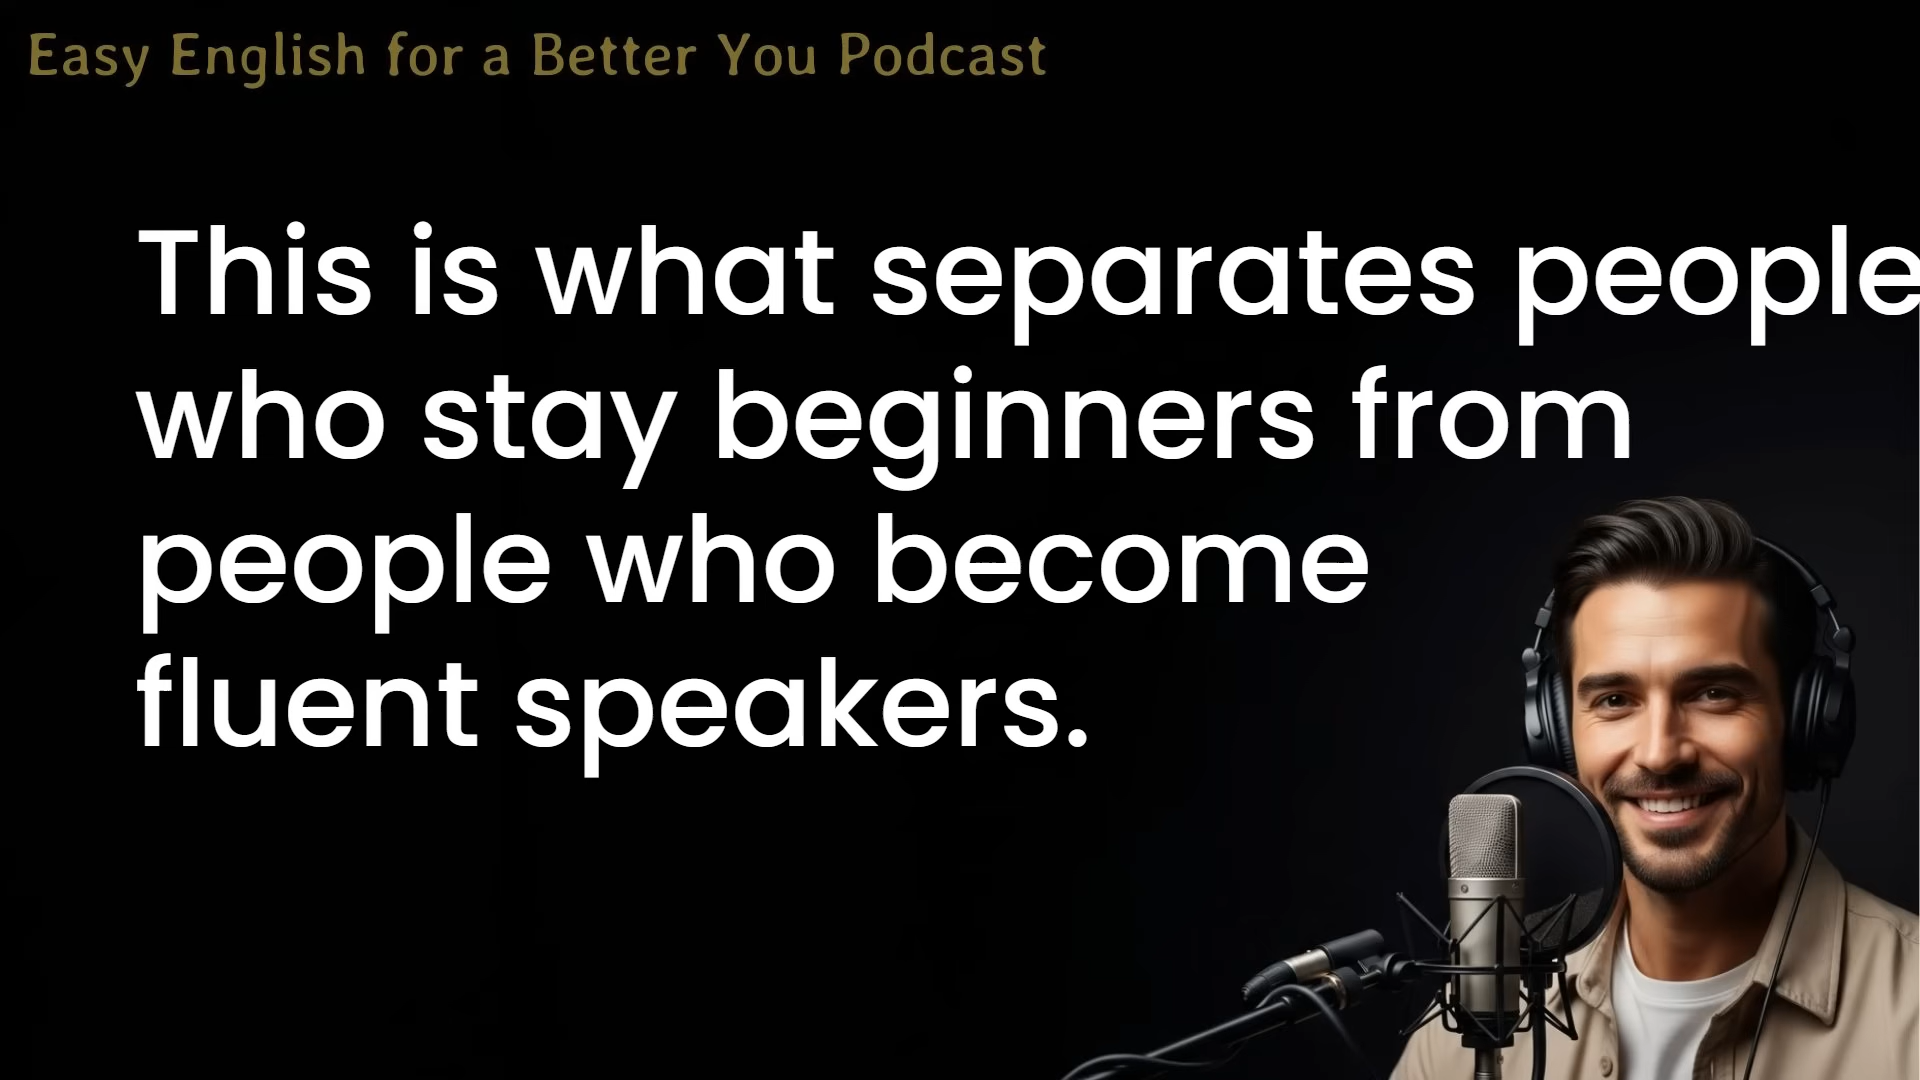 Easy English for a Better You Podcast
This is what separates people
who stay beginners from
people who become
fluent speakers.